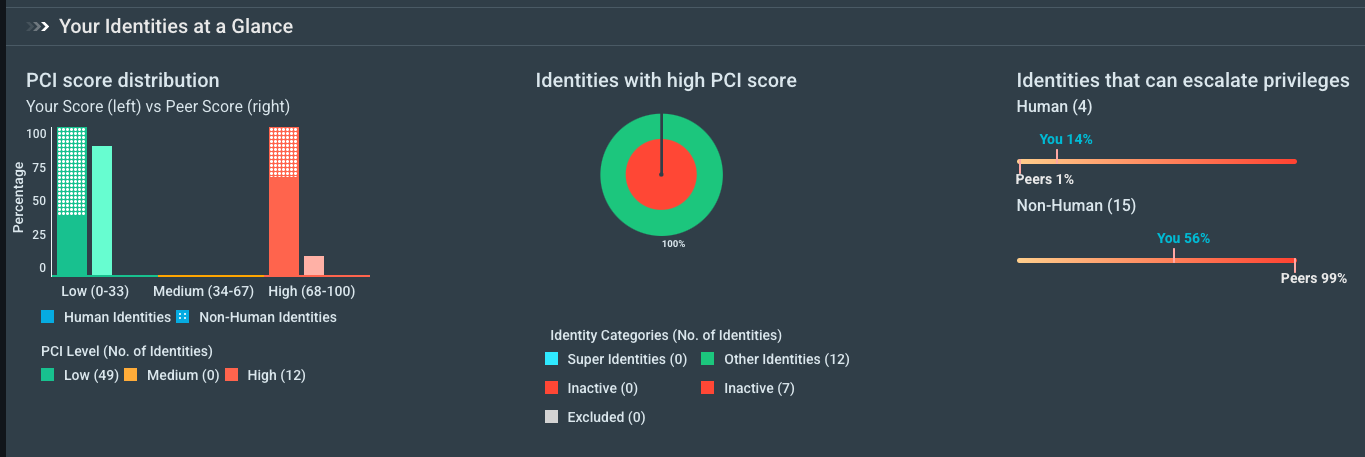 Your Identities at a Glance
PCI score distribution
Your Score (left) vs Peer Score (right)
Percentage
100
75
50
25
0
Low (0-33)
Medium (34-67)
High (68-100)
Human Identities
Non-Human Identities
PCI Level (No. of Identities)
Low (49)
Medium (0)
High (12)
Identities with high PCI score
100%
Identity Categories (No. of Identities)
Super Identities (0)
Other Identities (12)
Inactive (0)
Inactive (7)
Excluded (0)
Identities that can escalate privileges
Human (4)
You 14%
Peers 1%
Non-Human (15)
You 56%
Peers 99%